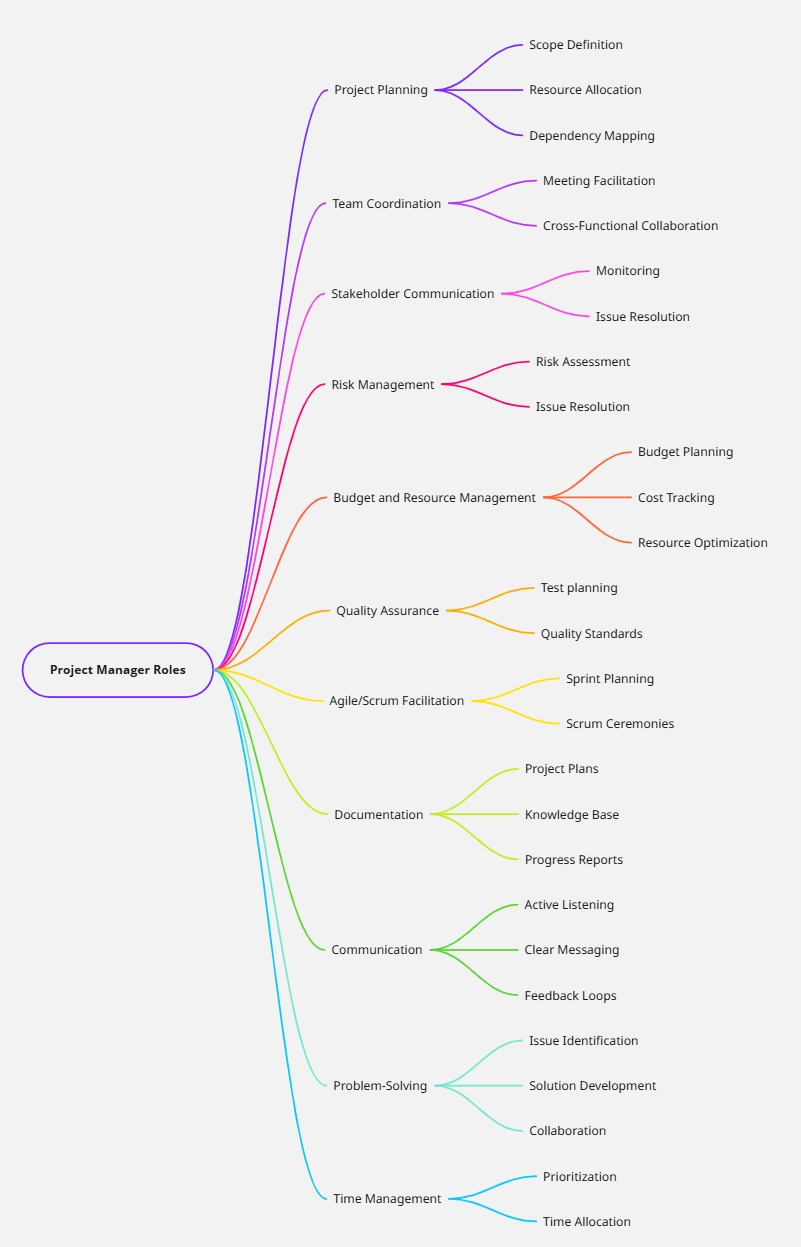 Project Manager Roles
Project Planning
Scope Definition
Resource Allocation
Dependency Mapping
Team Coordination
Meeting Facilitation
Cross-Functional Collaboration
Stakeholder Communication
Monitoring
Issue Resolution
Risk Management
Risk Assessment
Issue Resolution
Budget and Resource Management
Budget Planning
Cost Tracking
Resource Optimization
Quality Assurance
Test planning
Quality Standards
Agile/Scrum Facilitation
Sprint Planning
Scrum Ceremonies
Documentation
Project Plans
Knowledge Base
Progress Reports
Communication
Active Listening
Clear Messaging
Feedback Loops
Problem-Solving
Issue Identification
Solution Development
Collaboration
Time Management
Prioritization
Time Allocation